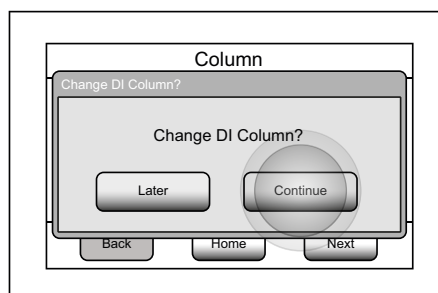 Column
Change DI Column?
Change DI Column?
Later Continue
Back Home Next